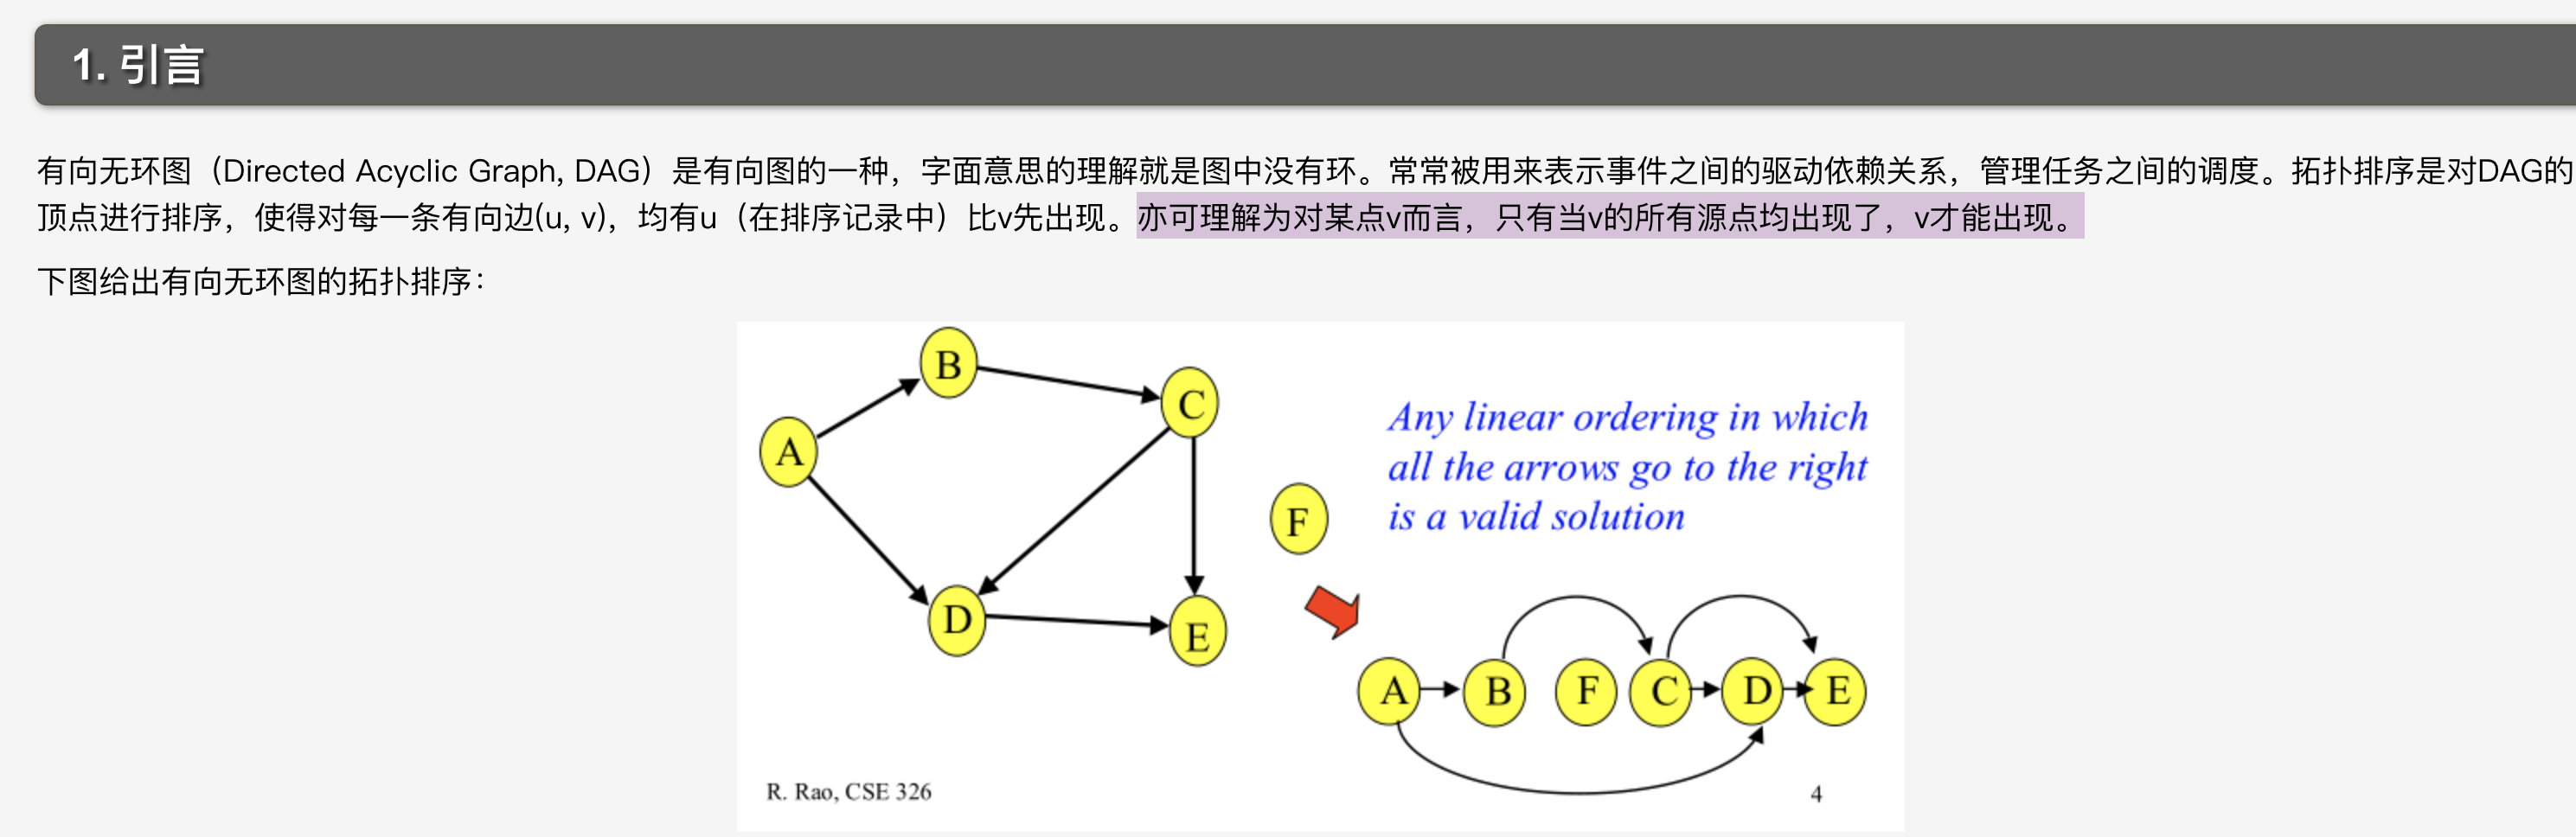 1. 引言
有向无环图（Directed Acyclic Graph, DAG）是有向图的一种，字面意思的理解就是图中没有环。常常被用来表示事件之间的驱动依赖关系，管理任务之间的调度。拓扑排序是对DAG的
顶点进行排序，使得对每一条有向边(u, v)，均有u（在排序记录中）比v先出现。亦可理解为对某点v而言，只有当v的所有源点均出现了，v才能出现。
下图给出有向无环图的拓扑排序：
B
C
A
Any linear ordering in which
all the arrows go to the right
is a valid solution
F
D
E
A B F C D E
R. Rao, CSE 326
4